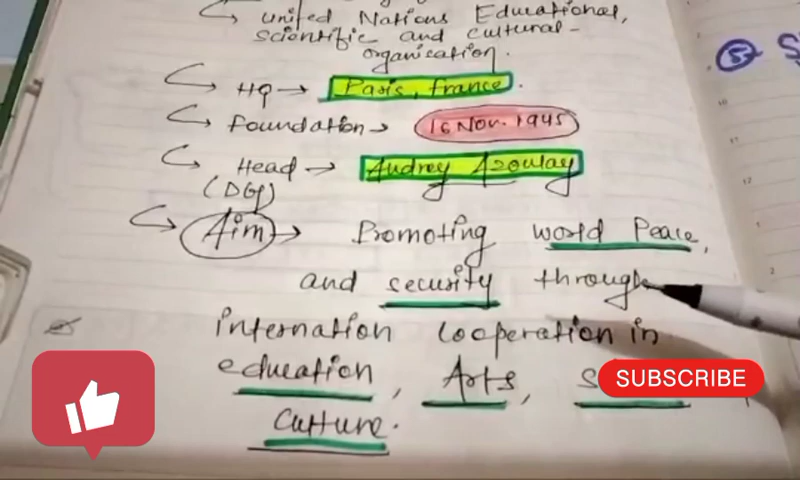 United Nations Educational,
Scientific and cultural-
organisation.
HQ → Paris, france.
foundation → 16 Nov. 1945
Head → Audrey Azoulay
(DG)
Aim → Promoting world Peace,
and security through
internation cooperation in
education, Arts,
SUBSCRIBE
Culture.
5